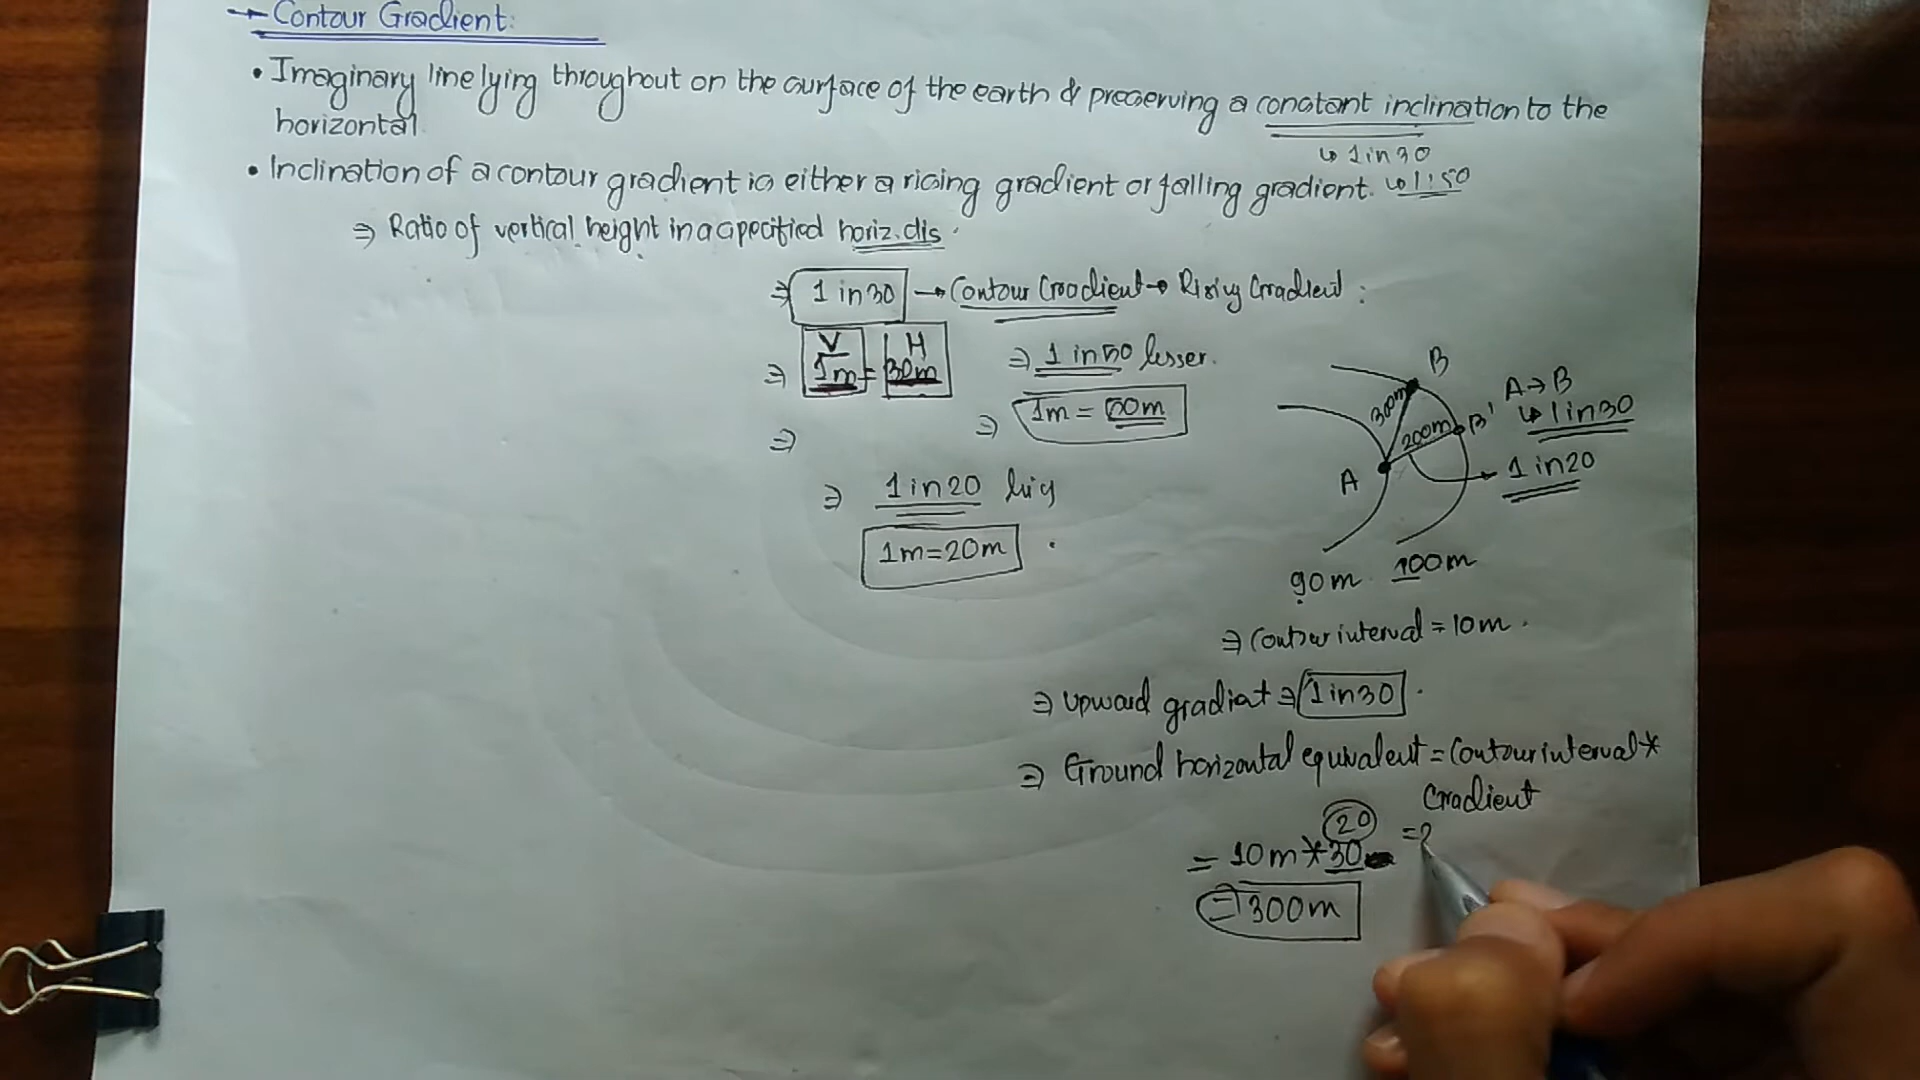 → Contour Gradient:
• Imaginary line lying throughout on the surface of the earth & preserving a constant inclination to the
horizontal
↳ 1 in 30
• Inclination of a contour gradient is either a rising gradient or falling gradient. ↳ 1:50
⇒ Ratio of vertical height in a specified horiz. dis.
⇒ 1 in 30 → Contour Gradient → Rising Gradient:
V H
⇒ 1m = 30m
⇒ 1 in 50 lesser.
⇒ 1m = 50m
⇒
⇒ 1 in 20 hig
1m=20m
B
A→B
↳ 1 in 30
300m
200m
B'
1 in 20
A
90m 100m
⇒ Contour interval = 10m.
⇒ Upward gradiat ⇒ 1 in 30.
⇒ Ground horizontal equivalent = Contour interval *
Gradient
20
= 10m * 30 = 2
= 300m